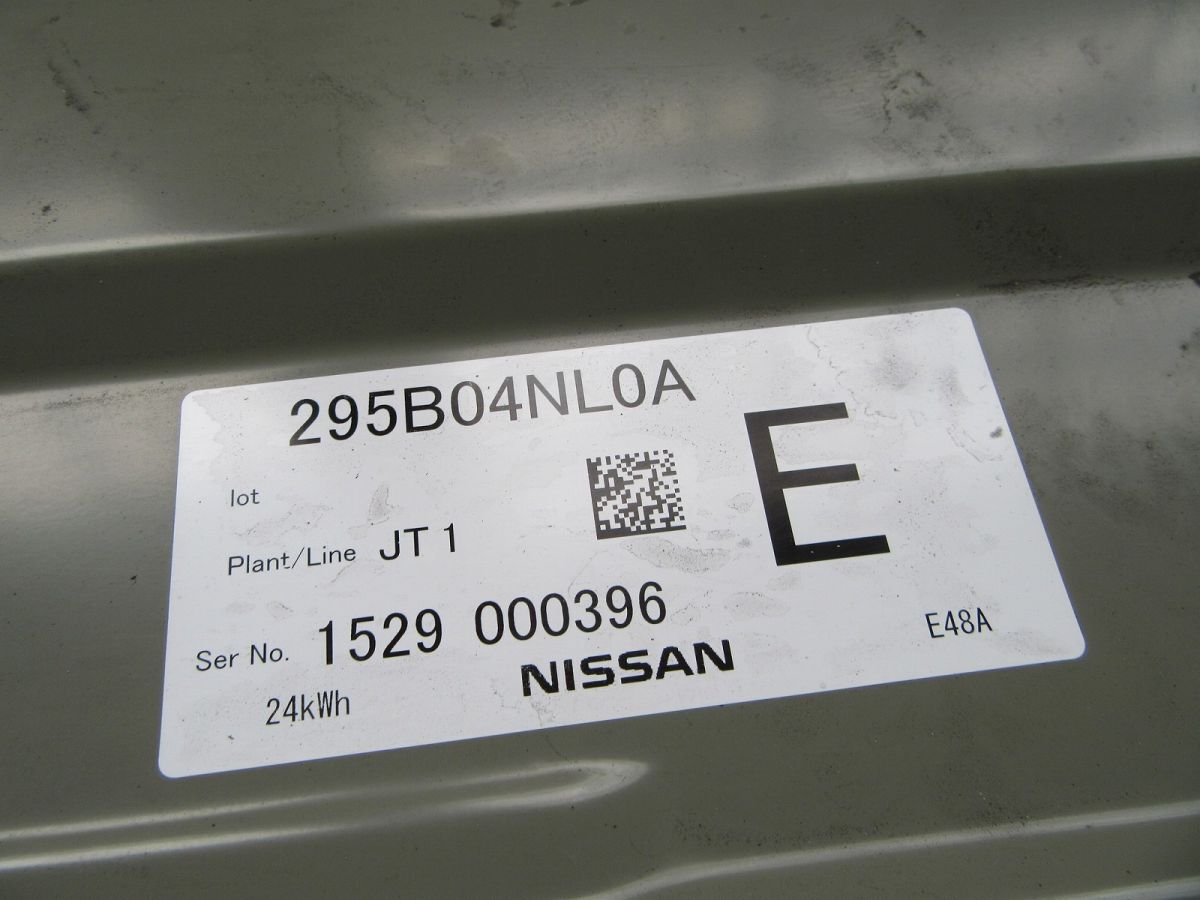 295B04NL0A
E
lot
Plant/Line JT 1
Ser No. 1529 000396
24kWh
NISSAN
E48A